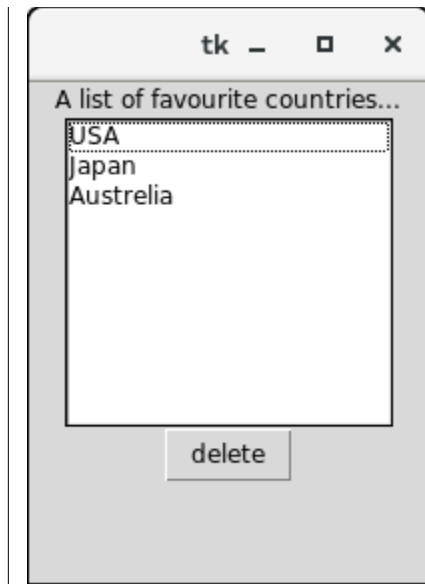 tk
A list of favourite countries...
USA
Japan
Austrelia
delete